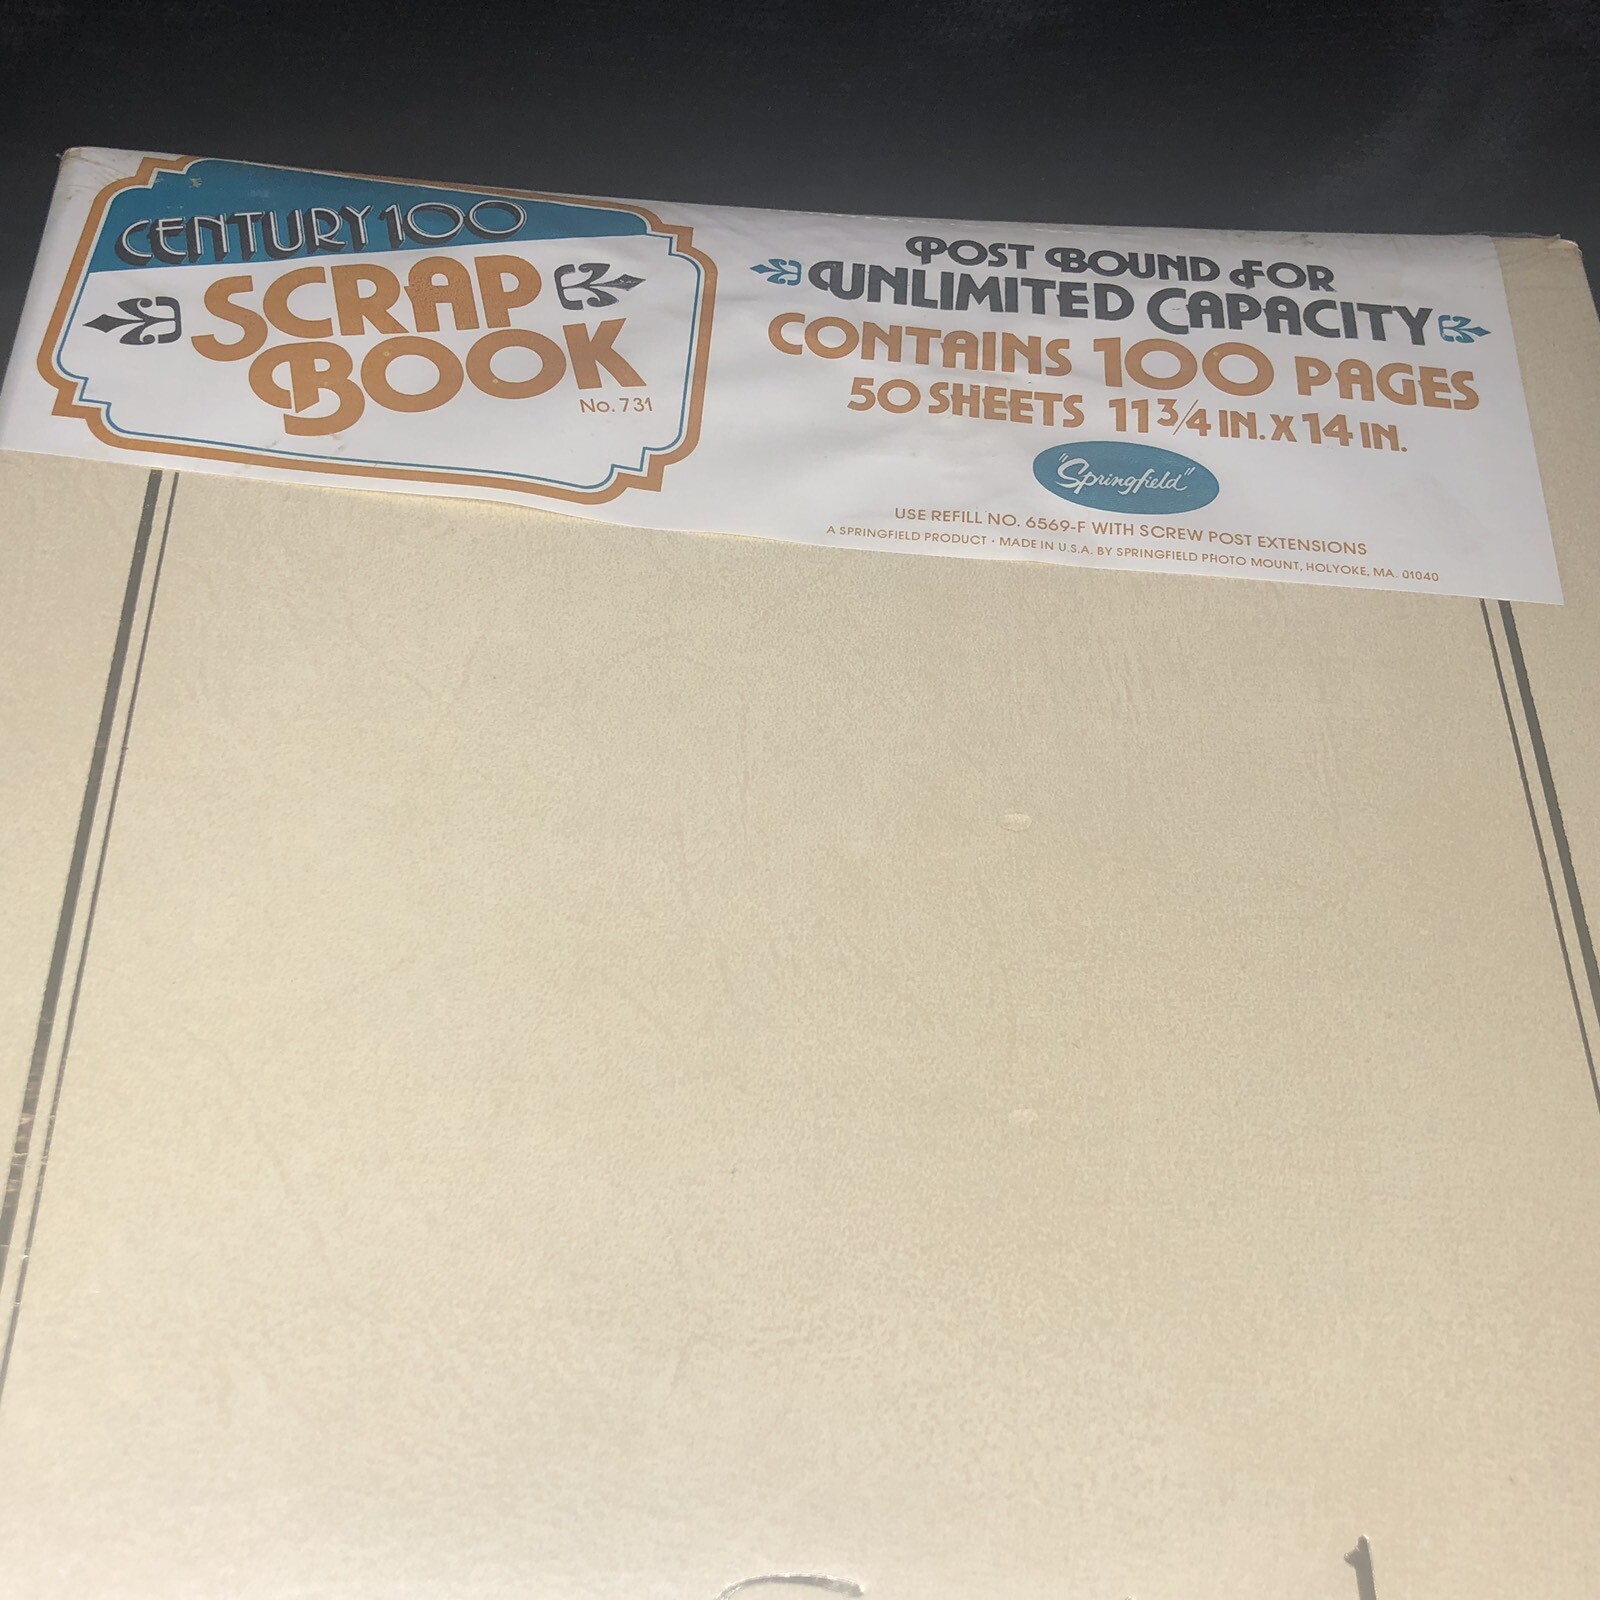 CENTURY 100
SCRAP
BOOK
No. 731
POST BOUND FOR
UNLIMITED CAPACITY
CONTAINS 100 PAGES
50 SHEETS 11 3/4 IN. X 14 IN.
"Springfield"
USE REFILL NO. 6569-F WITH SCREW POST EXTENSIONS
A SPRINGFIELD PRODUCT · MADE IN U.S.A. BY SPRINGFIELD PHOTO MOUNT, HOLYOKE, MA. 01040